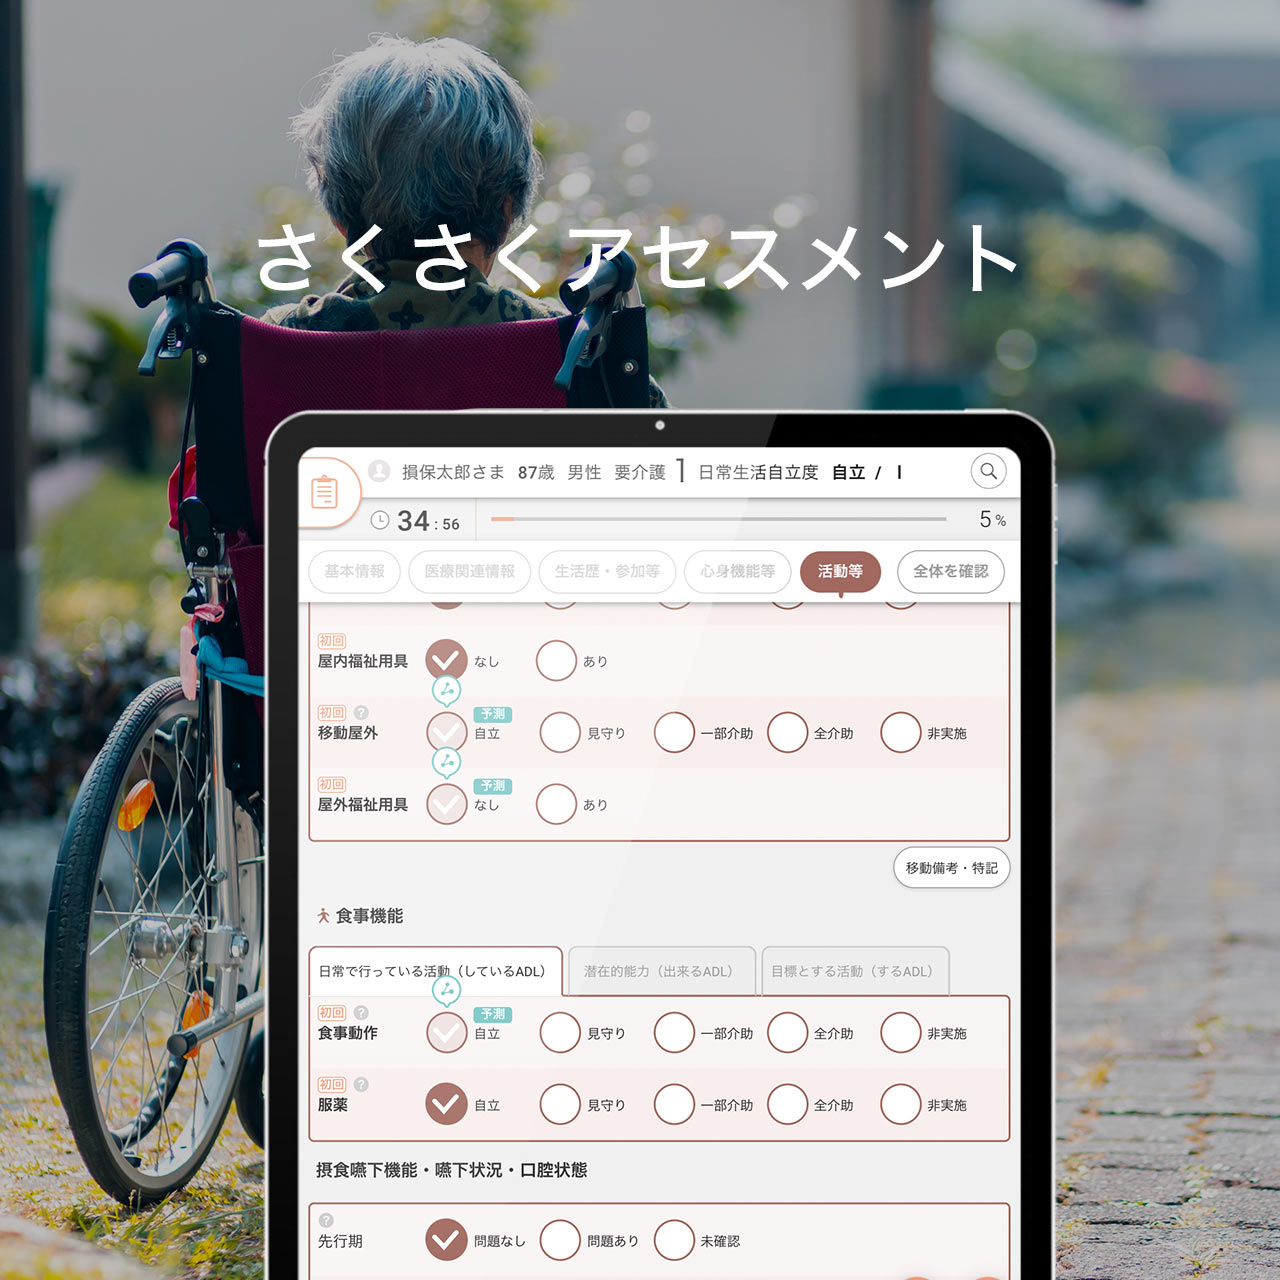 さくさくアセスメント
損保太郎さま 87歳 男性 要介護 1 日常生活自立度 自立 / I
34 : 56 5 %
基本情報 医療関連情報 生活歴・参加等 心身機能等 活動等 全体を確認
初回
屋内福祉用具 なし あり
初回 ? 予測
移動屋外 自立 見守り 一部介助 全介助 非実施
初回 予測
屋外福祉用具 なし あり
移動備考・特記
食事機能
日常で行っている活動（しているADL） 潜在的能力（出来るADL） 目標とする活動（するADL）
初回 ? 予測
食事動作 自立 見守り 一部介助 全介助 非実施
初回 ?
服薬 自立 見守り 一部介助 全介助 非実施
摂食嚥下機能・嚥下状況・口腔状態
?
先行期 問題なし 問題あり 未確認